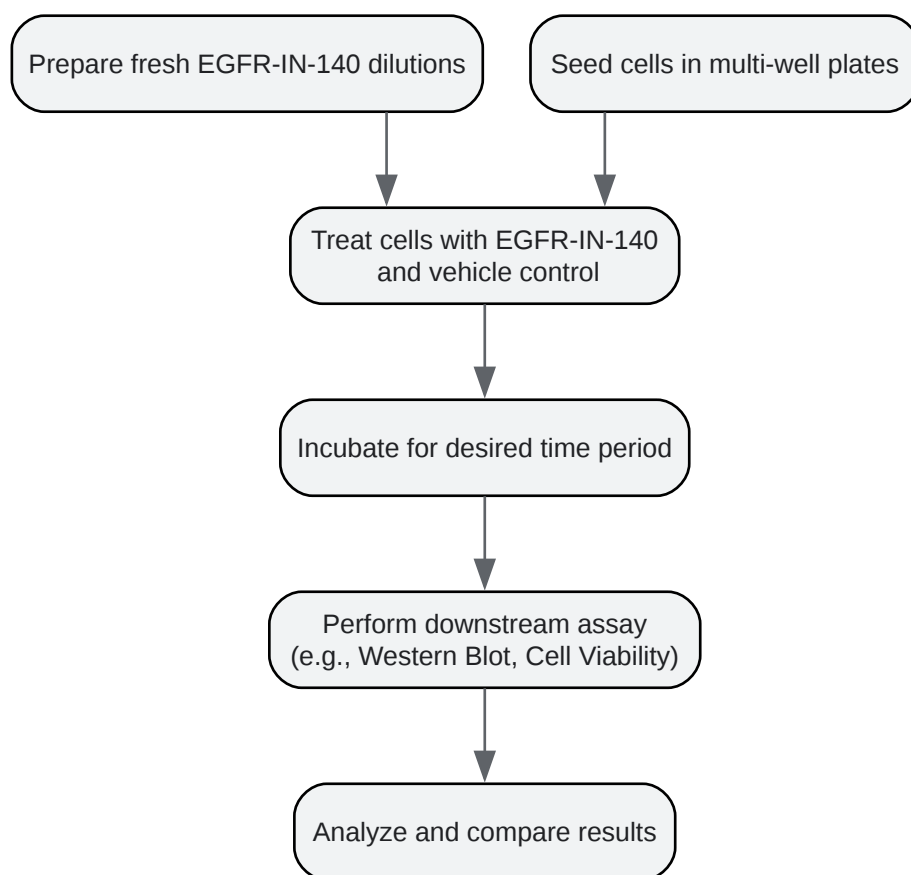 Prepare fresh EGFR-IN-140 dilutions
Seed cells in multi-well plates
Treat cells with EGFR-IN-140
and vehicle control
Incubate for desired time period
Perform downstream assay
(e.g., Western Blot, Cell Viability)
Analyze and compare results